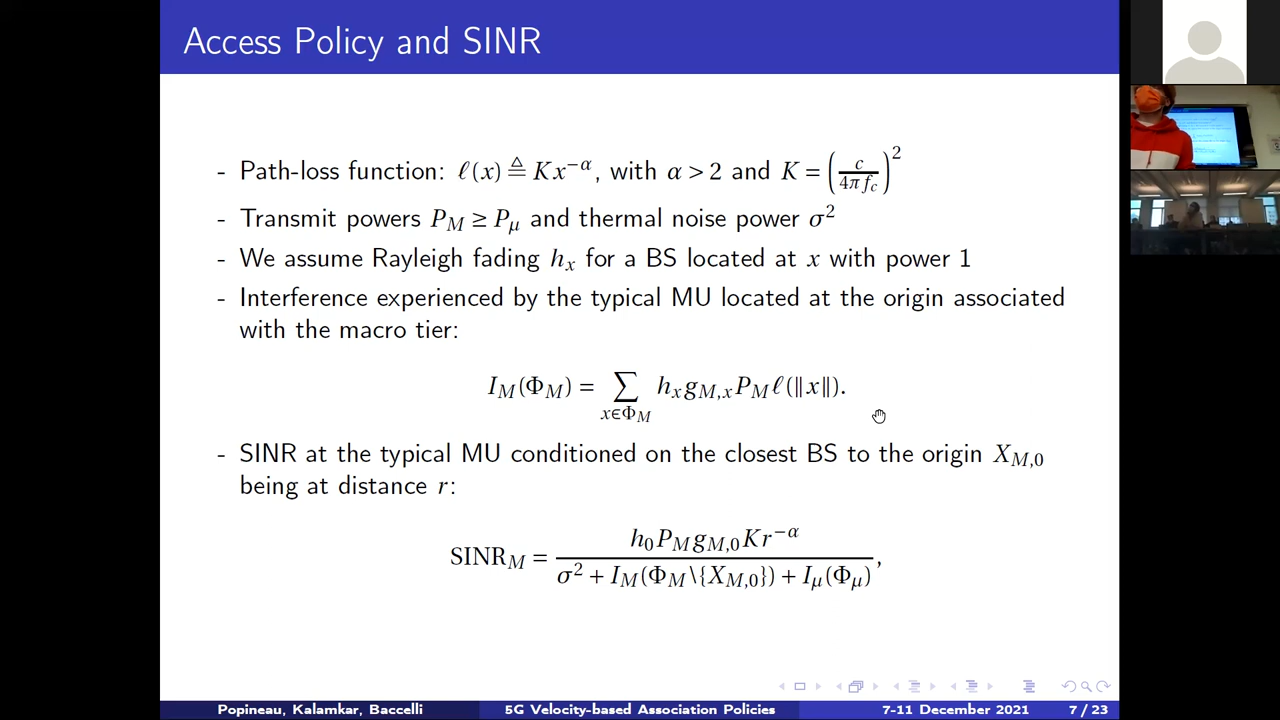 Access Policy and SINR
- Path-loss function: ℓ(x) ≜ Kx^{−α}, with α > 2 and K = (c / 4πf_c)^2
- Transmit powers P_M ≥ P_μ and thermal noise power σ^2
- We assume Rayleigh fading h_x for a BS located at x with power 1
- Interference experienced by the typical MU located at the origin associated
with the macro tier:
I_M(Φ_M) = ∑_{x∈Φ_M} h_x g_{M,x} P_M ℓ(‖x‖).
- SINR at the typical MU conditioned on the closest BS to the origin X_{M,0}
being at distance r:
SINR_M = h_0 P_M g_{M,0} K r^{−α} / (σ^2 + I_M(Φ_M\{X_{M,0}}) + I_μ(Φ_μ)),
Popineau, Kalamkar, Baccelli 5G Velocity-based Association Policies 7-11 December 2021 7 / 23